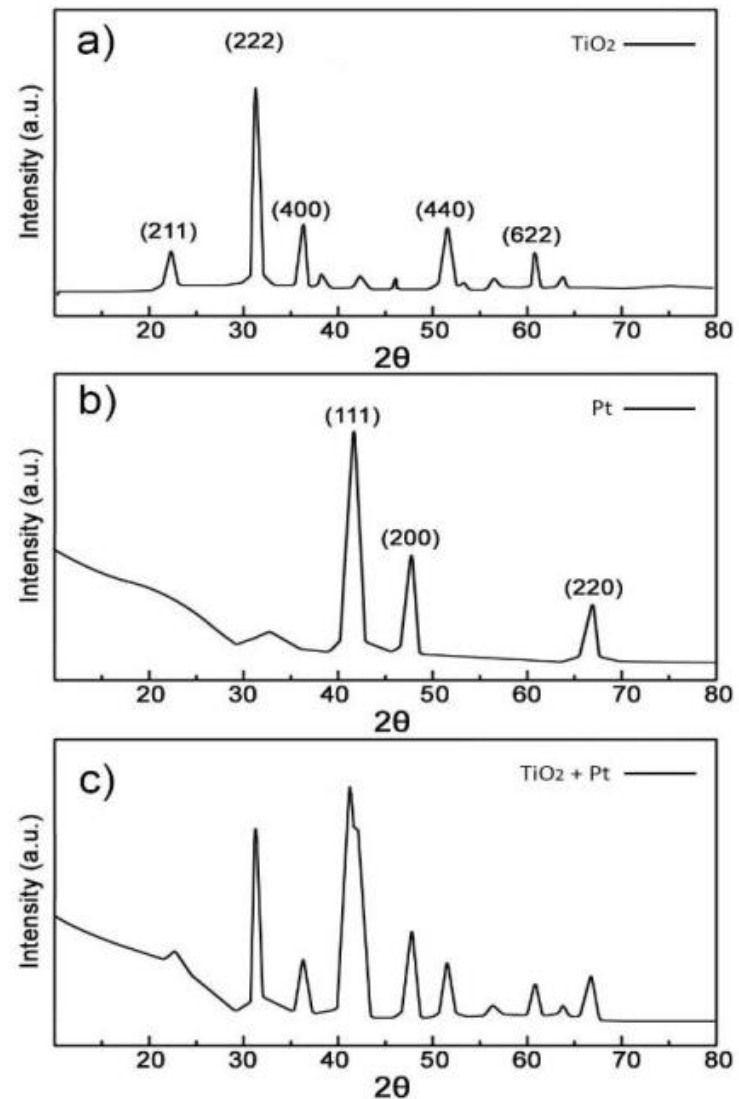 a)
(222)
TiO₂
(211)
(400)
(440)
(622)
Intensity (a.u.)
20 30 40 50 60 70 80
2θ
b)
(111)
Pt
(200)
(220)
Intensity (a.u.)
20 30 40 50 60 70 80
2θ
c)
TiO₂ + Pt
Intensity (a.u.)
20 30 40 50 60 70 80
2θ